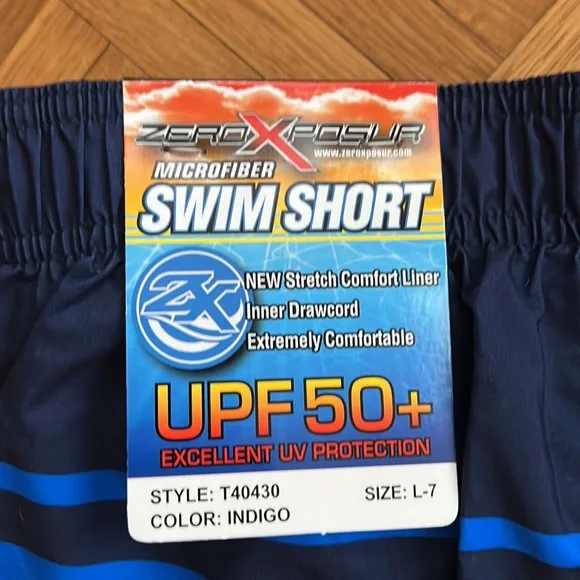 ZEROXPOSUR
www.zeroxposur.com
MICROFIBER
SWIM SHORT
ZX
NEW Stretch Comfort Liner
Inner Drawcord
Extremely Comfortable
UPF 50+
EXCELLENT UV PROTECTION
STYLE: T40430 SIZE: L-7
COLOR: INDIGO